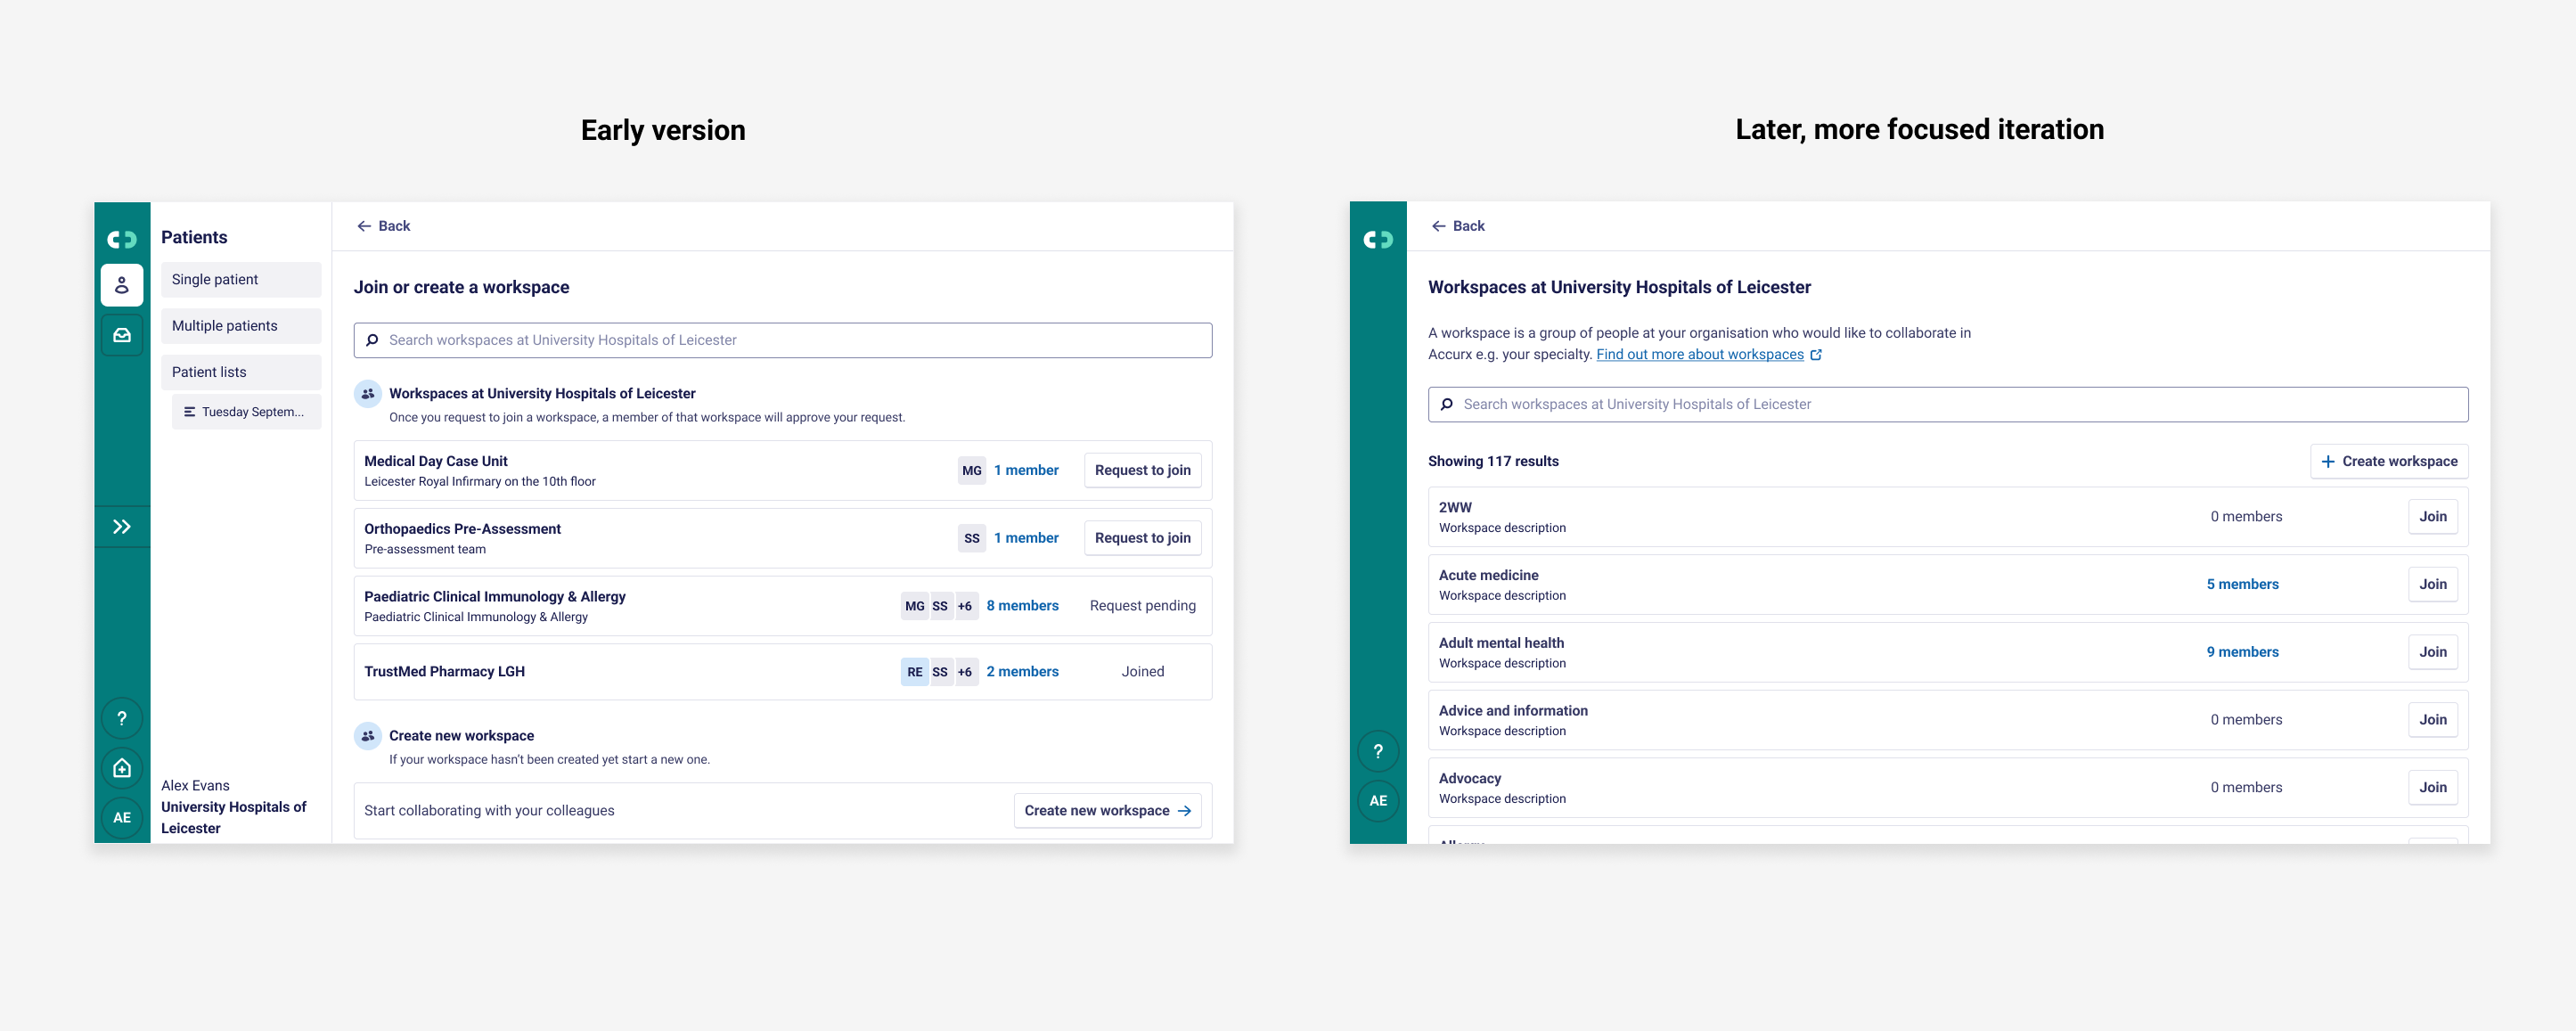 Early version
Patients
Single patient
Multiple patients
Patient lists
Tuesday Septem...
Alex Evans
University Hospitals of
Leicester
?
AE
Back
Join or create a workspace
Search workspaces at University Hospitals of Leicester
Workspaces at University Hospitals of Leicester
Once you request to join a workspace, a member of that workspace will approve your request.
Medical Day Case Unit
Leicester Royal Infirmary on the 10th floor
MG 1 member Request to join
Orthopaedics Pre-Assessment
Pre-assessment team
SS 1 member Request to join
Paediatric Clinical Immunology & Allergy
Paediatric Clinical Immunology & Allergy
MG SS +6 8 members Request pending
TrustMed Pharmacy LGH RE SS +6 2 members Joined
Create new workspace
If your workspace hasn't been created yet start a new one.
Start collaborating with your colleagues Create new workspace
Later, more focused iteration
?
AE
Back
Workspaces at University Hospitals of Leicester
A workspace is a group of people at your organisation who would like to collaborate in
Accurx e.g. your specialty. Find out more about workspaces
Search workspaces at University Hospitals of Leicester
Showing 117 results + Create workspace
2WW
Workspace description
0 members Join
Acute medicine
Workspace description
5 members Join
Adult mental health
Workspace description
9 members Join
Advice and information
Workspace description
0 members Join
Advocacy
Workspace description
0 members Join